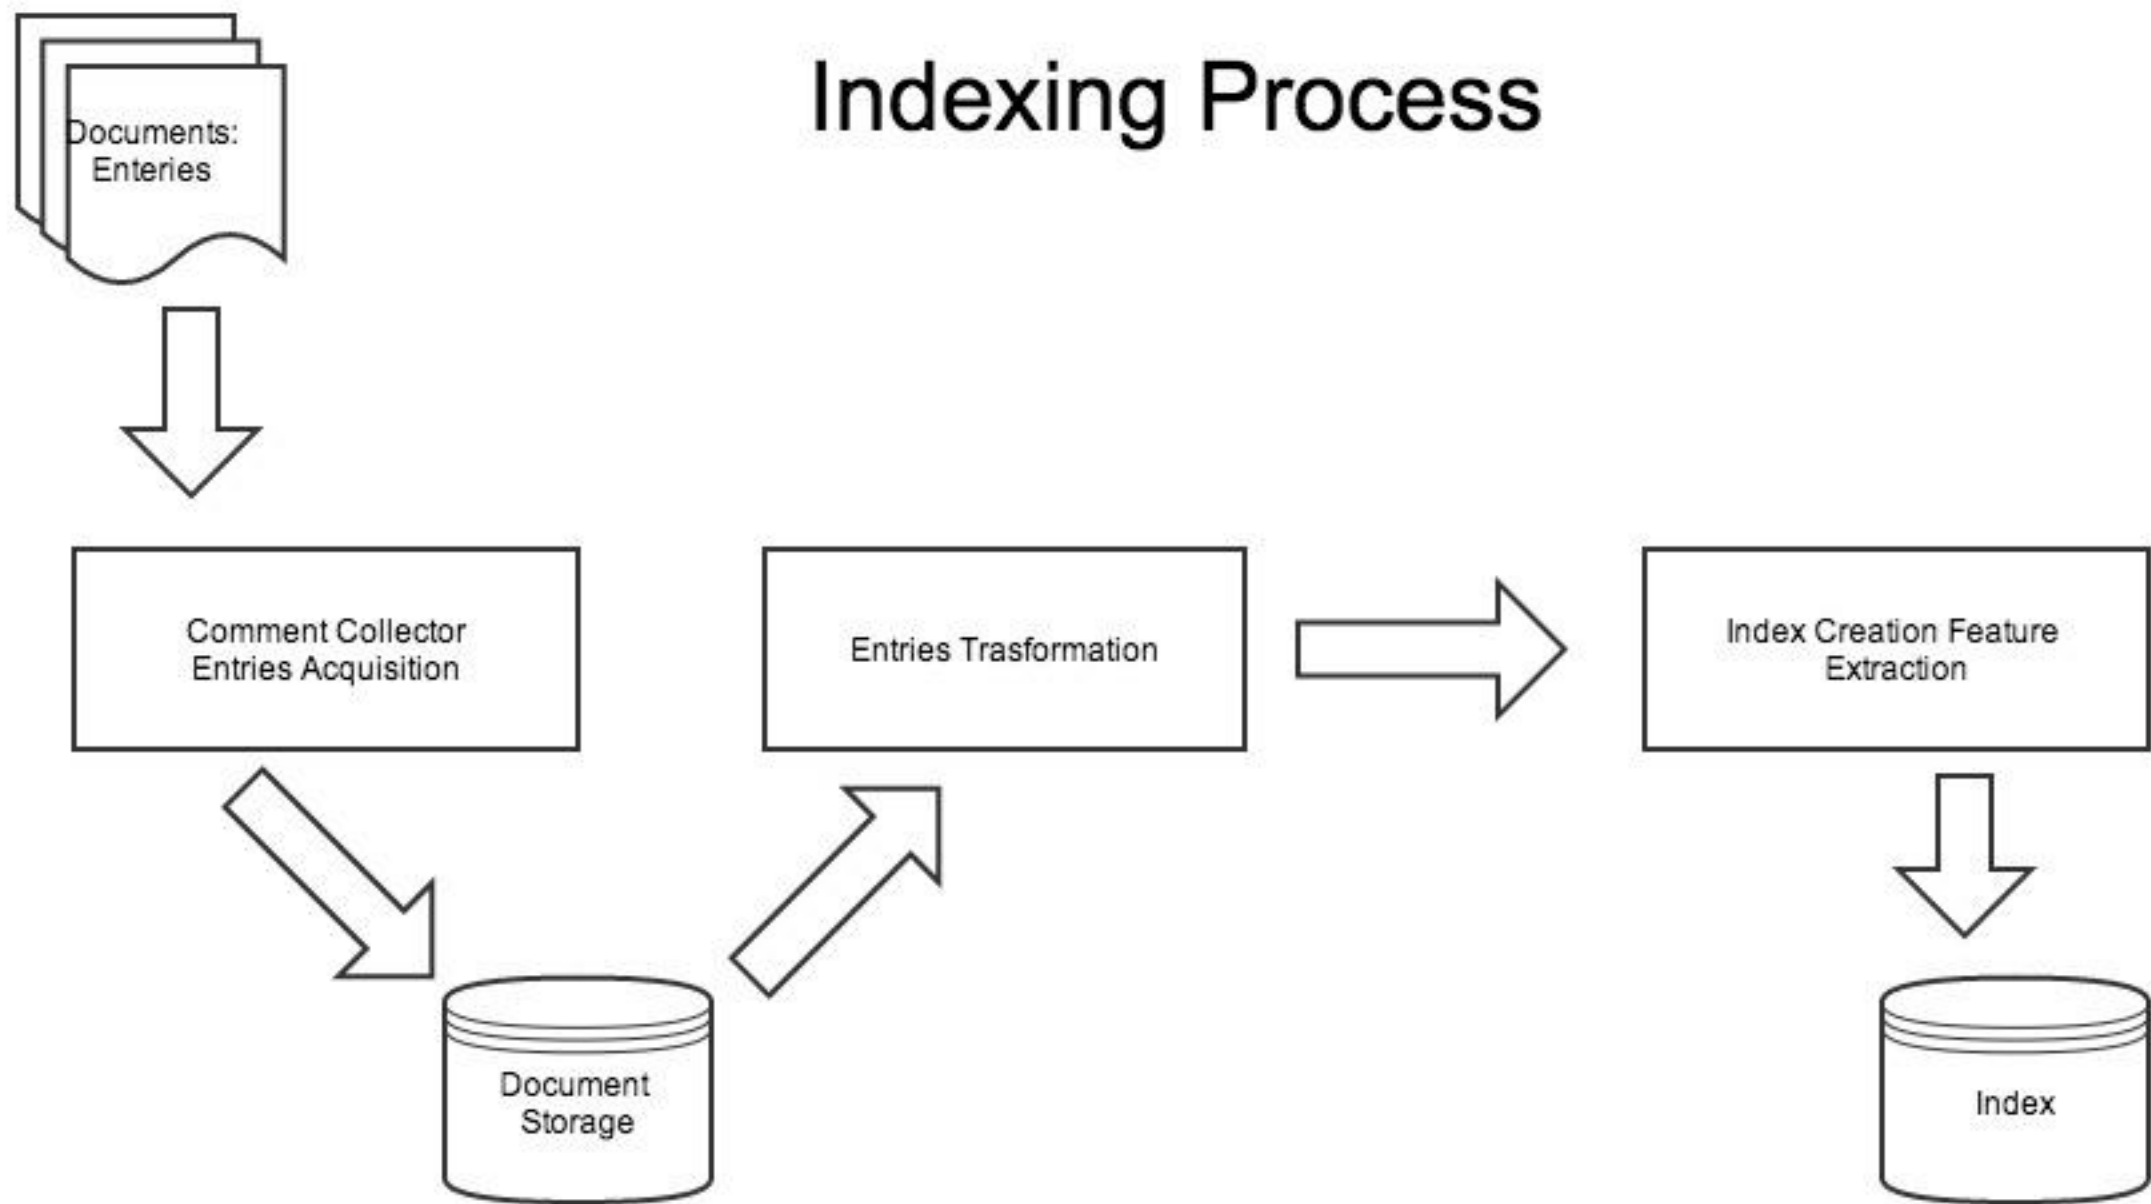 Indexing Process
Documents:
Enteries
Comment Collector
Entries Acquisition
Entries Trasformation
Index Creation Feature
Extraction
Document
Storage
Index